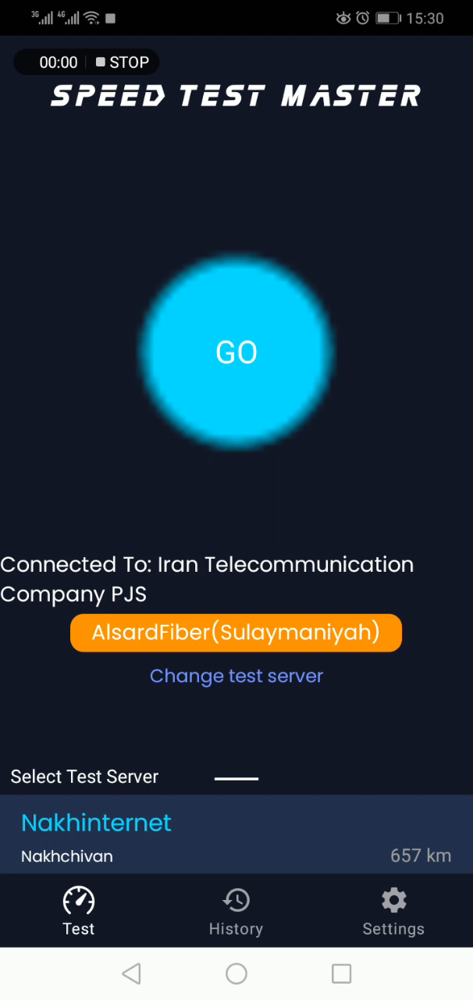 3G 4G 15:30
00:00 STOP
SPEED TEST MASTER
GO
Connected To: Iran Telecommunication
Company PJS
AlsardFiber(Sulaymaniyah)
Change test server
Select Test Server
Nakhinternet
Nakhchivan 657 km
Test History Settings